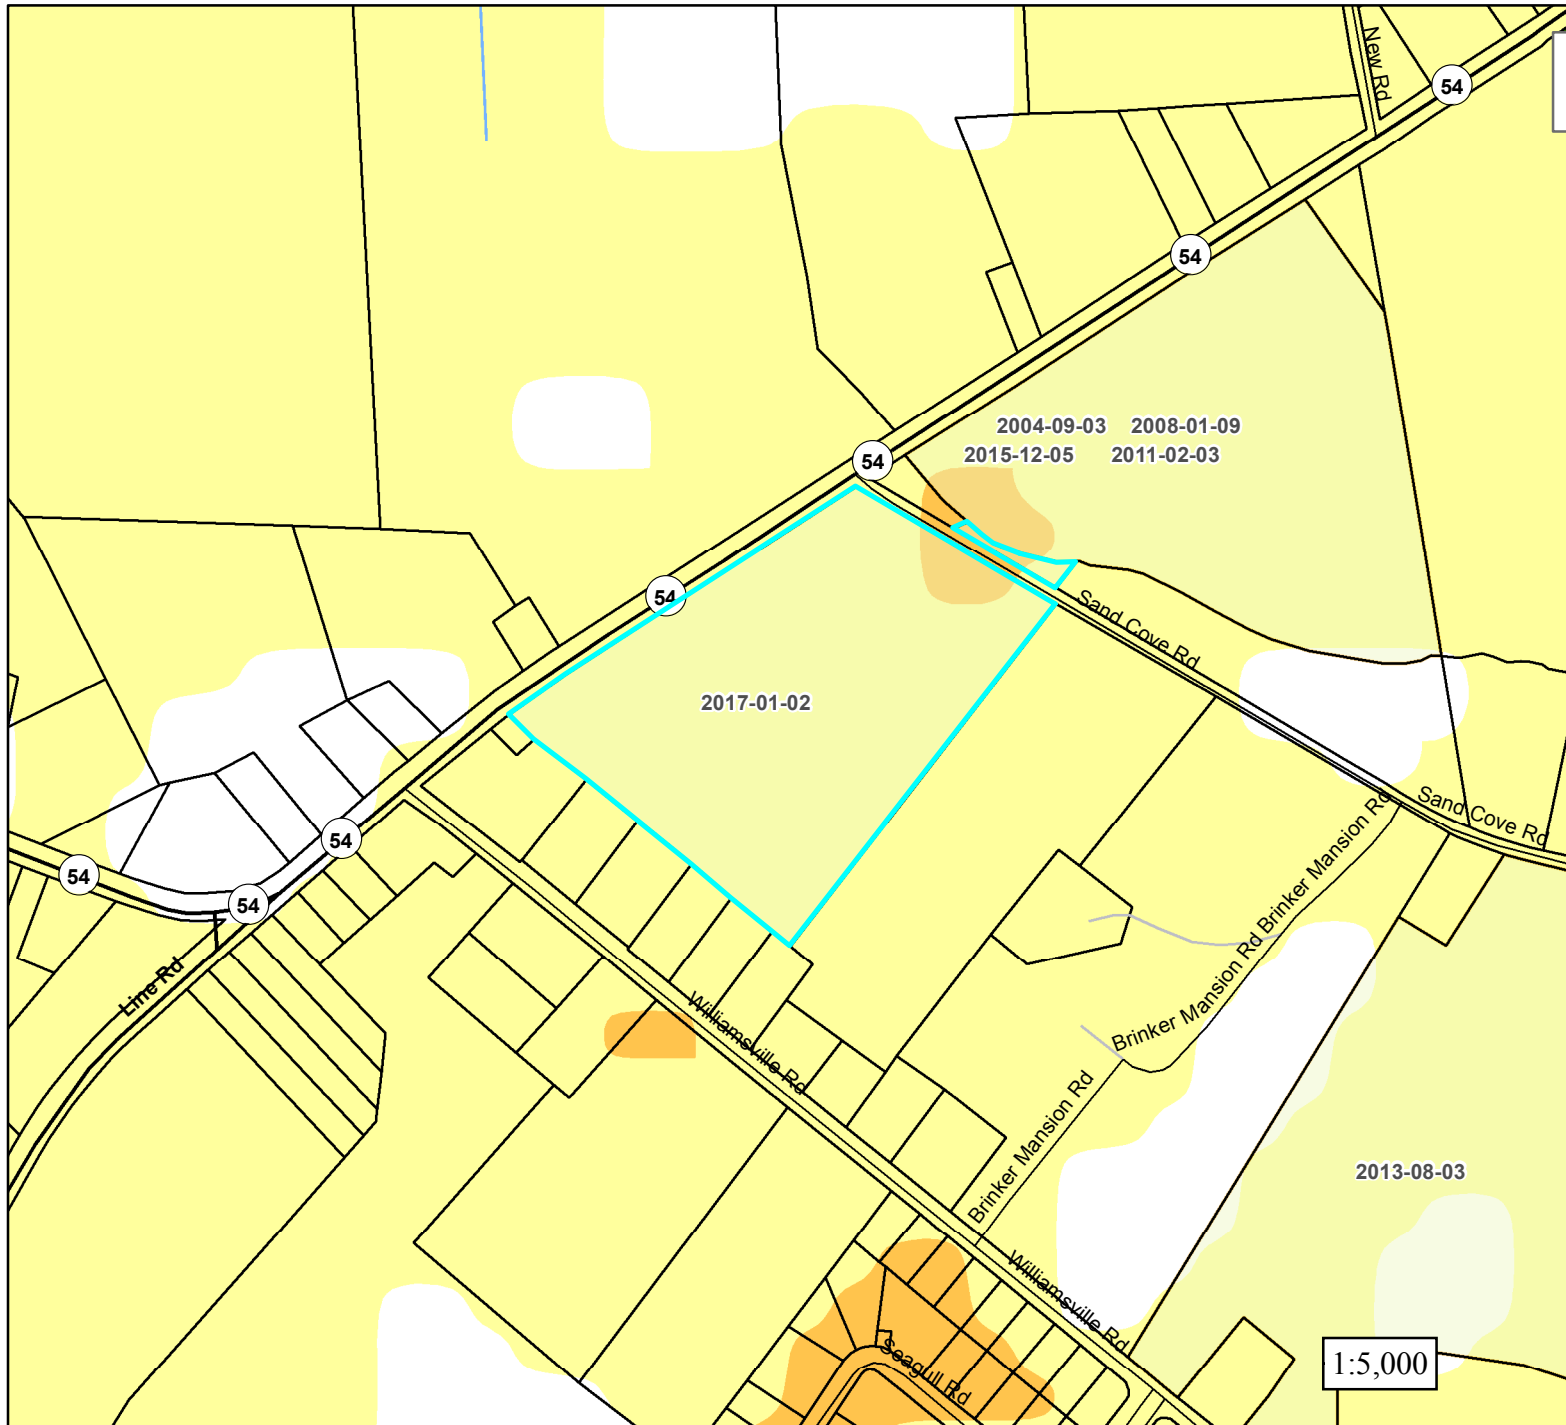 New Rd
54
54
2004-09-03 2008-01-09
54
2015-12-05 2011-02-03
54
Sand Cove Rd
2017-01-02
Sand Cove Rd
54
54
54
Brinker Mansion Rd
Brinker Mansion Rd
Line Rd
Williamsville Rd
Brinker Mansion Rd
2013-08-03
Williamsville Rd
1:5,000
Seagull Rd